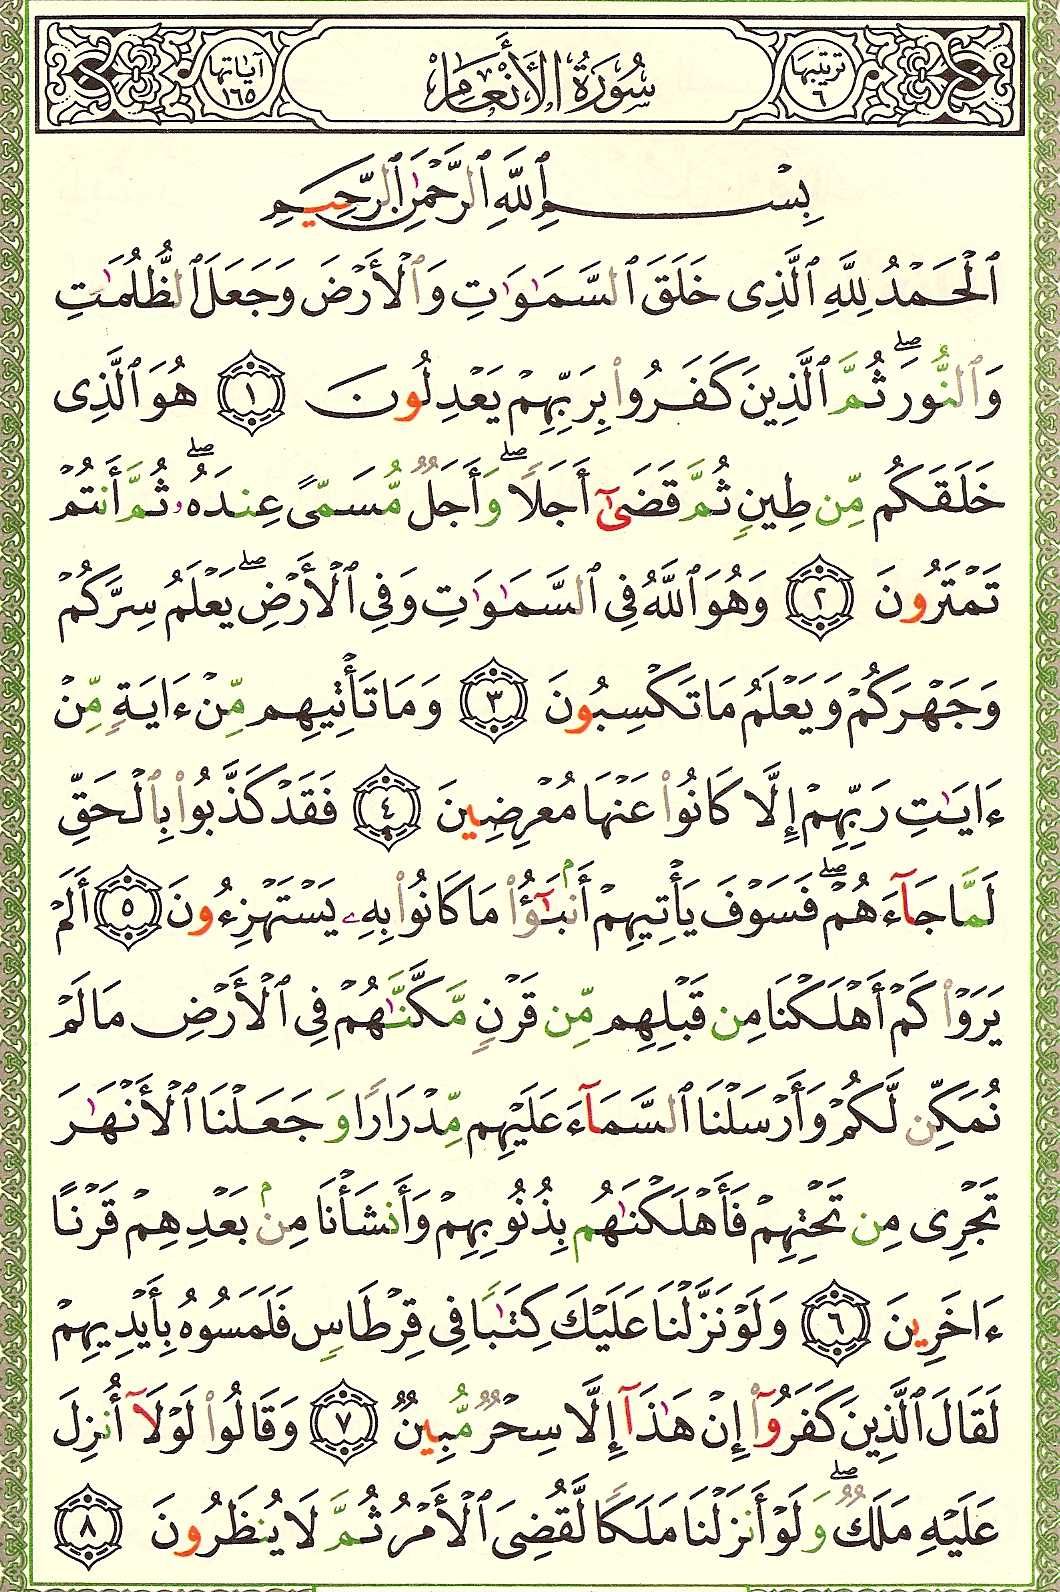 ترتيبها ٦ سُورَةُ الأَنْعَامِ آياتها ١٦٥
بِسْمِ ٱللَّهِ ٱلرَّحْمَٰنِ ٱلرَّحِيمِ
ٱلْحَمْدُ لِلَّهِ ٱلَّذِى خَلَقَ ٱلسَّمَٰوَٰتِ وَٱلْأَرْضَ وَجَعَلَ ٱلظُّلُمَٰتِ
وَٱلنُّورَۖ ثُمَّ ٱلَّذِينَ كَفَرُوا۟ بِرَبِّهِمْ يَعْدِلُونَ ١ هُوَ ٱلَّذِى
خَلَقَكُم مِّن طِينٍ ثُمَّ قَضَىٰٓ أَجَلًاۖ وَأَجَلٌ مُّسَمًّى عِندَهُۥۖ ثُمَّ أَنتُمْ
تَمْتَرُونَ ٢ وَهُوَ ٱللَّهُ فِى ٱلسَّمَٰوَٰتِ وَفِى ٱلْأَرْضِۖ يَعْلَمُ سِرَّكُمْ
وَجَهْرَكُمْ وَيَعْلَمُ مَا تَكْسِبُونَ ٣ وَمَا تَأْتِيهِم مِّنْ ءَايَةٍ مِّنْ
ءَايَٰتِ رَبِّهِمْ إِلَّا كَانُوا۟ عَنْهَا مُعْرِضِينَ ٤ فَقَدْ كَذَّبُوا۟ بِٱلْحَقِّ
لَمَّا جَآءَهُمْۖ فَسَوْفَ يَأْتِيهِمْ أَنۢبَٰٓؤُا۟ مَا كَانُوا۟ بِهِۦ يَسْتَهْزِءُونَ ٥ أَلَمْ
يَرَوْا۟ كَمْ أَهْلَكْنَا مِن قَبْلِهِم مِّن قَرْنٍ مَّكَّنَّٰهُمْ فِى ٱلْأَرْضِ مَا لَمْ
نُمَكِّن لَّكُمْ وَأَرْسَلْنَا ٱلسَّمَآءَ عَلَيْهِم مِّدْرَارًا وَجَعَلْنَا ٱلْأَنْهَٰرَ
تَجْرِى مِن تَحْتِهِمْ فَأَهْلَكْنَٰهُم بِذُنُوبِهِمْ وَأَنشَأْنَا مِنۢ بَعْدِهِمْ قَرْنًا
ءَاخَرِينَ ٦ وَلَوْ نَزَّلْنَا عَلَيْكَ كِتَٰبًا فِى قِرْطَاسٍ فَلَمَسُوهُ بِأَيْدِيهِمْ
لَقَالَ ٱلَّذِينَ كَفَرُوٓا۟ إِنْ هَٰذَآ إِلَّا سِحْرٌ مُّبِينٌ ٧ وَقَالُوا۟ لَوْلَآ أُنزِلَ
عَلَيْهِ مَلَكٌۖ وَلَوْ أَنزَلْنَا مَلَكًا لَّقُضِىَ ٱلْأَمْرُ ثُمَّ لَا يُنظَرُونَ ٨